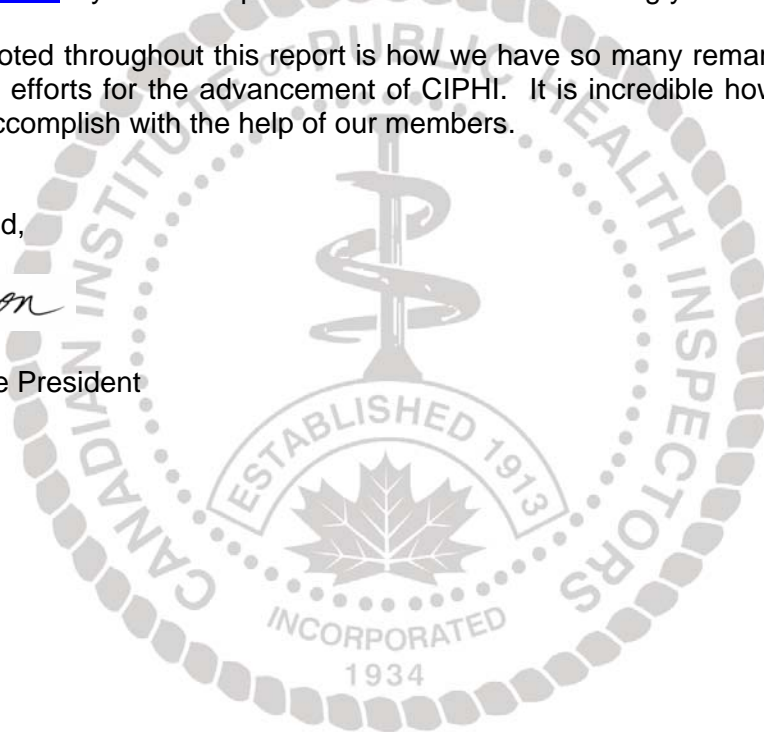 oted throughout this report is how we have so many remar
efforts for the advancement of CIPHI. It is incredible how
ccomplish with the help of our members.
d,
on
e President
CANADIAN INSTITUTE OF PUBLIC HEALTH INSPECTORS
ESTABLISHED 1913
INCORPORATED
1934